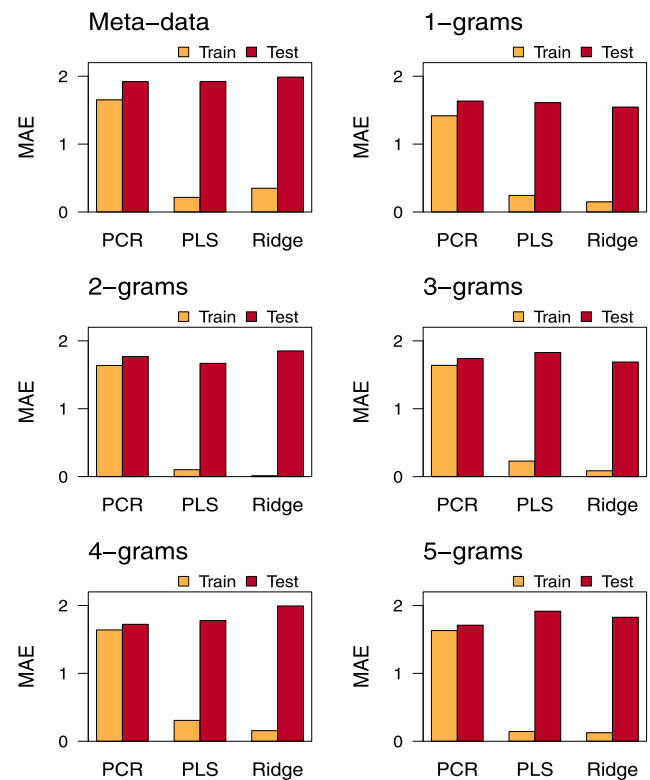 Meta−data
Train Test
MAE
2
1
0
PCR PLS Ridge
1−grams
Train Test
MAE
2
1
0
PCR PLS Ridge
2−grams
Train Test
MAE
2
1
0
PCR PLS Ridge
3−grams
Train Test
MAE
2
1
0
PCR PLS Ridge
4−grams
Train Test
MAE
2
1
0
PCR PLS Ridge
5−grams
Train Test
MAE
2
1
0
PCR PLS Ridge